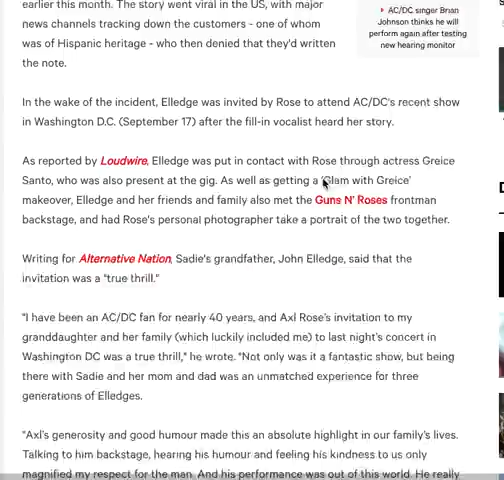 earlier this month. The story went viral in the US, with major
news channels tracking down the customers - one of whom
was of Hispanic heritage - who then denied that they'd written
the note.
AC/DC singer Brian
Johnson thinks he will
perform again after testing
new hearing monitor
In the wake of the incident, Elledge was invited by Rose to attend AC/DC's recent show
in Washington D.C. (September 17) after the fill-in vocalist heard her story.
As reported by Loudwire, Elledge was put in contact with Rose through actress Greice
Santo, who was also present at the gig. As well as getting a 'Glam with Greice'
makeover, Elledge and her friends and family also met the Guns N' Roses frontman
backstage, and had Rose's personal photographer take a portrait of the two together.
Writing for Alternative Nation, Sadie's grandfather, John Elledge, said that the
invitation was a "true thrill."
"I have been an AC/DC fan for nearly 40 years, and Axl Rose's invitation to my
granddaughter and her family (which luckily included me) to last night's concert in
Washington DC was a true thrill," he wrote. "Not only was it a fantastic show, but being
there with Sadie and her mom and dad was an unmatched experience for three
generations of Elledges.
"Axl's generosity and good humour made this an absolute highlight in our family's lives.
Talking to him backstage, hearing his humour and feeling his kindness to us only
magnified my respect for the man. And his performance was out of this world. He really